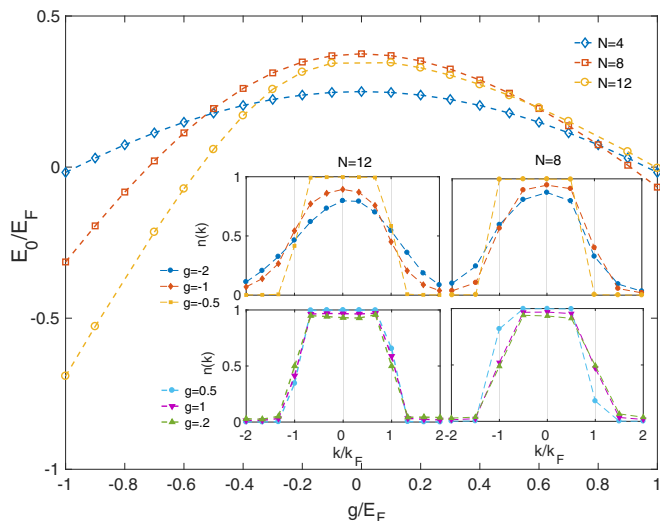 0.5
0
-0.5
-1
E0/EF
-1
-0.8
-0.6
-0.4
-0.2
0
0.2
0.4
0.6
0.8
1
g/EF
N=4
N=8
N=12
N=12
1
0.5
0
n(k)
g=-2
g=-1
g=-0.5
N=8
1
0.5
0
n(k)
g=0.5
g=1
g=.2
-2
-1
0
1
2
k/kF
-2
-1
0
1
2
k/kF